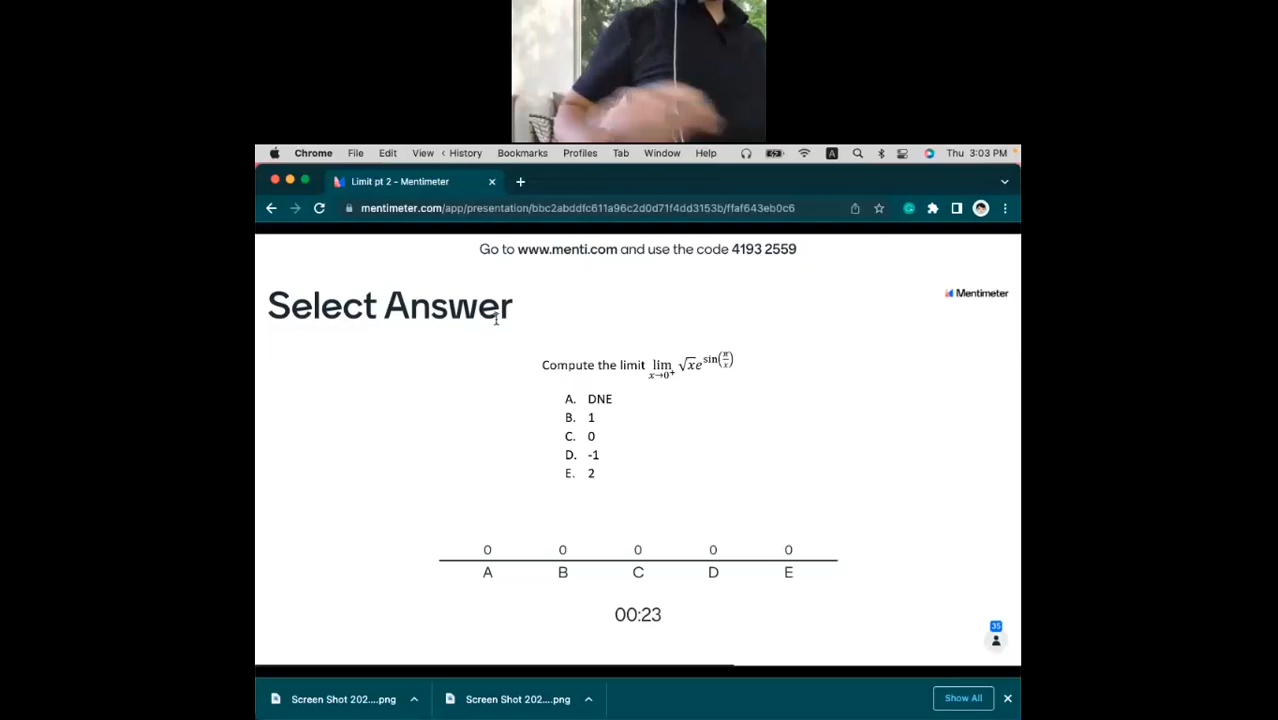 Chrome File Edit View History Bookmarks Profiles Tab Window Help A Thu 3:03 PM
Limit pt 2 - Mentimeter
mentimeter.com/app/presentation/bbc2abddfc611a96c2d0d71f4dd3153b/ffaf643eb0c6
Go to www.menti.com and use the code 4193 2559
Mentimeter
Select Answer
Compute the limit lim x→0⁺ √x e^sin(π/x)
A. DNE
B. 1
C. 0
D. -1
E. 2
0 0 0 0 0
A B C D E
00:23
35
Screen Shot 202....png Screen Shot 202....png Show All